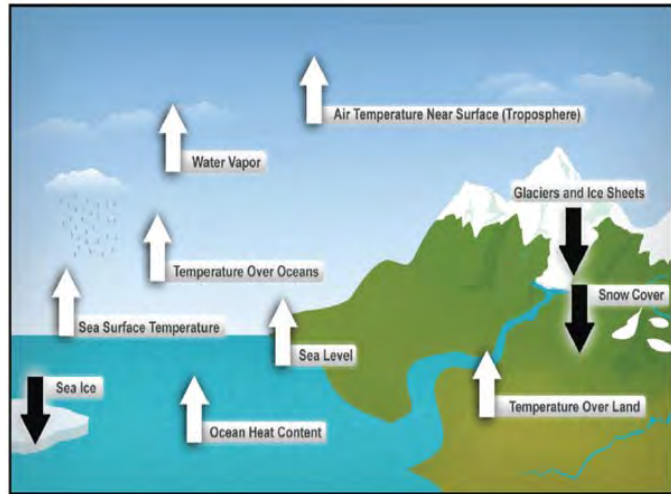 Air Temperature Near Surface (Troposphere)
Water Vapor
Glaciers and Ice Sheets
Temperature Over Oceans
Snow Cover
Sea Surface Temperature
Sea Level
Sea Ice
Temperature Over Land
Ocean Heat Content